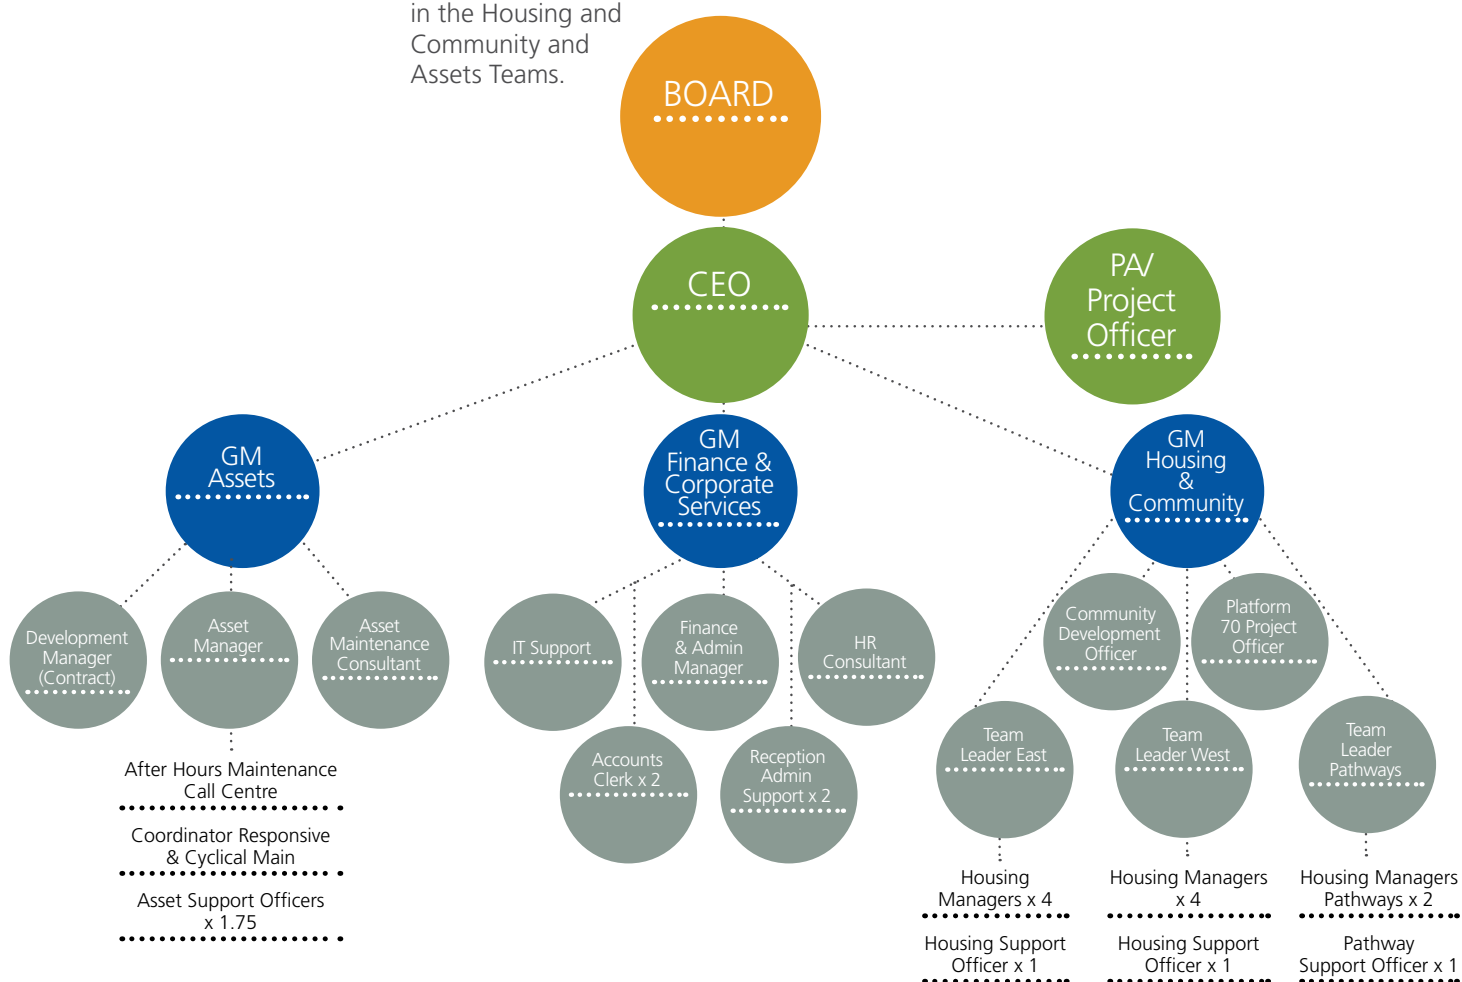 in the Housing and
Community and
Assets Teams.
BOARD
CEO
PA/
Project
Officer
GM
Assets
GM
Finance &
Corporate
Services
GM
Housing
&
Community
Development
Manager
(Contract)
Asset
Manager
Asset
Maintenance
Consultant
IT Support
Finance
& Admin
Manager
HR
Consultant
Community
Development
Officer
Platform
70 Project
Officer
Accounts
Clerk x 2
Reception
Admin
Support x 2
Team
Leader East
Team
Leader West
Team
Leader
Pathways
After Hours Maintenance
Call Centre
Coordinator Responsive
& Cyclical Main
Asset Support Officers
x 1.75
Housing
Managers x 4
Housing Support
Officer x 1
Housing Managers
x 4
Housing Support
Officer x 1
Housing Managers
Pathways x 2
Pathway
Support Officer x 1